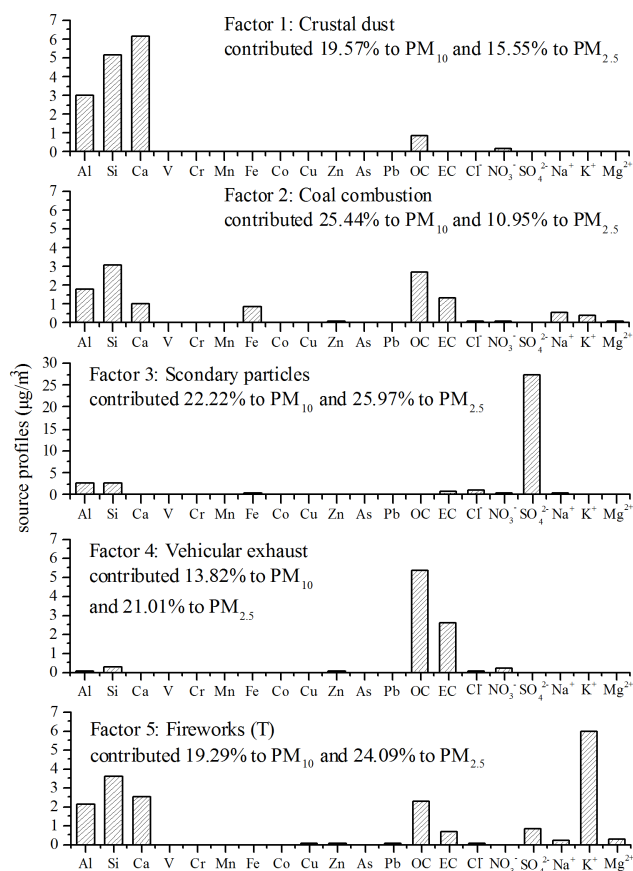 7
6
5
4
3
2
1
0
Factor 1: Crustal dust
contributed 19.57% to PM10 and 15.55% to PM2.5
Al Si Ca V Cr Mn Fe Co Cu Zn As Pb OC EC Cl⁻ NO₃⁻ SO₄²⁻ Na⁺ K⁺ Mg²⁺
7
6
5
4
3
2
1
0
Factor 2: Coal combustion
contributed 25.44% to PM10 and 10.95% to PM2.5
Al Si Ca V Cr Mn Fe Co Cu Zn As Pb OC EC Cl⁻ NO₃⁻ SO₄²⁻ Na⁺ K⁺ Mg²⁺
source profiles (μg/m³)
30
25
20
15
10
5
0
Factor 3: Scondary particles
contributed 22.22% to PM10 and 25.97% to PM2.5
Al Si Ca V Cr Mn Fe Co Cu Zn As Pb OC EC Cl⁻ NO₃⁻ SO₄²⁻ Na⁺ K⁺ Mg²⁺
7
6
5
4
3
2
1
0
Factor 4: Vehicular exhaust
contributed 13.82% to PM10
and 21.01% to PM2.5
Al Si Ca V Cr Mn Fe Co Cu Zn As Pb OC EC Cl⁻ NO₃⁻ SO₄²⁻ Na⁺ K⁺ Mg²⁺
7
6
5
4
3
2
1
0
Factor 5: Fireworks (T)
contributed 19.29% to PM10 and 24.09% to PM2.5
Al Si Ca V Cr Mn Fe Co Cu Zn As Pb OC EC Cl⁻ NO₃⁻ SO₄²⁻ Na⁺ K⁺ Mg²⁺